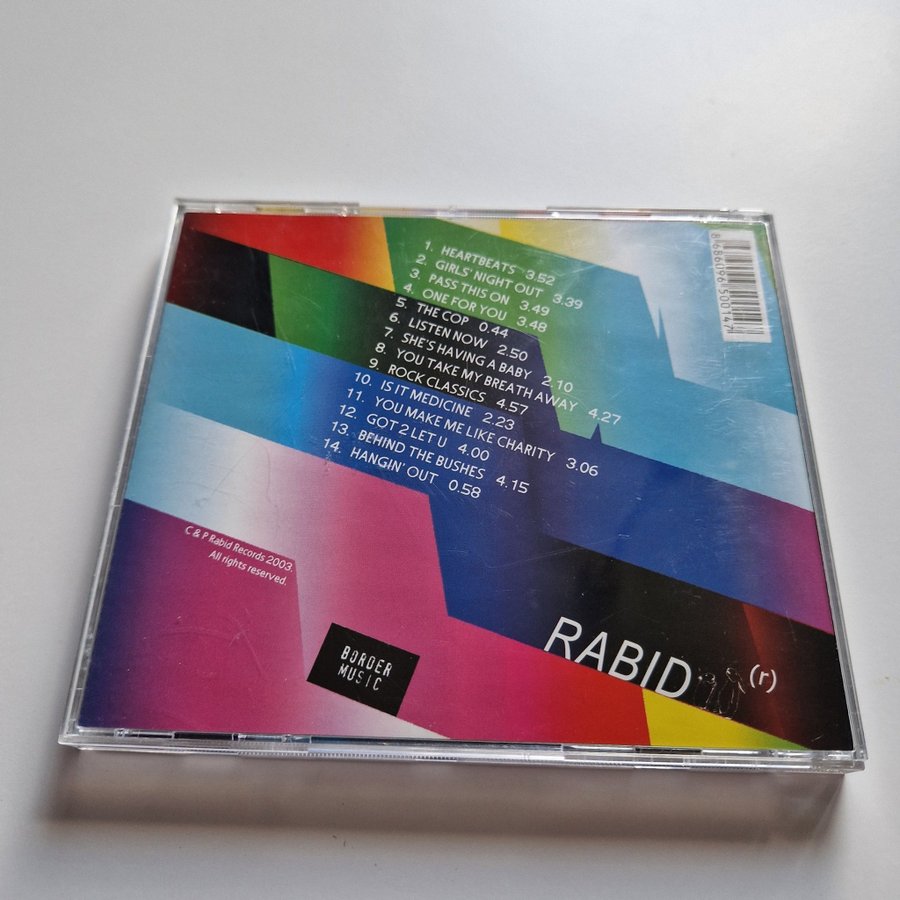 1. HEARTBEATS 3.52
2. GIRLS' NIGHT OUT 3.39
3. PASS THIS ON 3.49
4. ONE FOR YOU 3.48
5. THE COP 0.44
6. LISTEN NOW 2.50
7. SHE'S HAVING A BABY 2.10
8. YOU TAKE MY BREATH AWAY 4.27
9. ROCK CLASSICS 4.57
10. IS IT MEDICINE 2.23
11. YOU MAKE ME LIKE CHARITY 3.06
12. GOT 2 LET U 4.00
13. BEHIND THE BUSHES 4.15
14. HANGIN' OUT 0.58
C & P Rabid Records 2003.
All rights reserved.
BORDER
MUSIC
RABID (r)